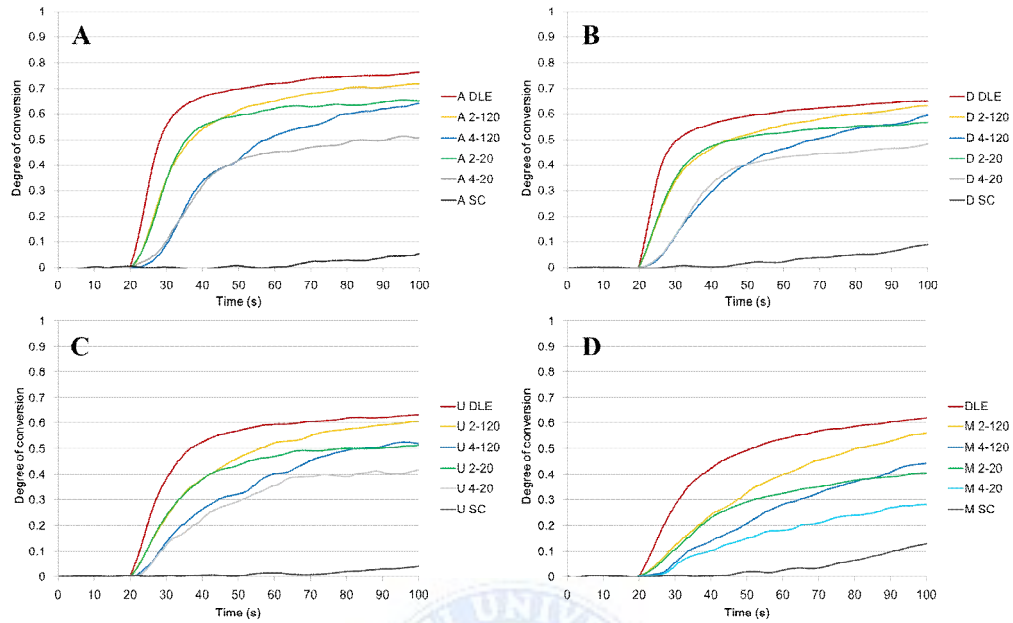 A
Degree of conversion
1
0.9
0.8
0.7
0.6
0.5
0.4
0.3
0.2
0.1
0
0 10 20 30 40 50 60 70 80 90 100
Time (s)
A DLE
A 2-120
A 4-120
A 2-20
A 4-20
A SC
B
Degree of conversion
1
0.9
0.8
0.7
0.6
0.5
0.4
0.3
0.2
0.1
0
0 10 20 30 40 50 60 70 80 90 100
Time (s)
D DLE
D 2-120
D 4-120
D 2-20
D 4-20
D SC
C
Degree of conversion
1
0.9
0.8
0.7
0.6
0.5
0.4
0.3
0.2
0.1
0
0 10 20 30 40 50 60 70 80 90 100
Time (s)
U DLE
U 2-120
U 4-120
U 2-20
U 4-20
U SC
D
Degree of conversion
1
0.9
0.8
0.7
0.6
0.5
0.4
0.3
0.2
0.1
0
0 10 20 30 40 50 60 70 80 90 100
Time (s)
DLE
M 2-120
M 4-120
M 2-20
M 4-20
M SC